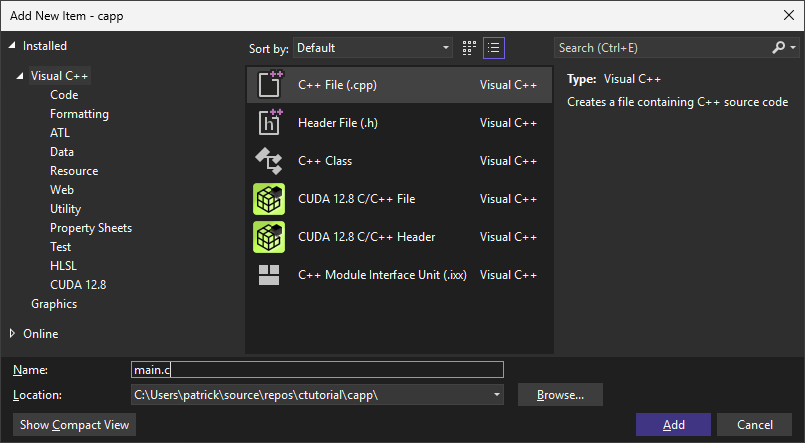 Add New Item - capp
Installed
Visual C++
Code
Formatting
ATL
Data
Resource
Web
Utility
Property Sheets
Test
HLSL
CUDA 12.8
Graphics
Online
Sort by: Default
Search (Ctrl+E)
C++ File (.cpp) Visual C++
Header File (.h) Visual C++
C++ Class Visual C++
CUDA 12.8 C/C++ File Visual C++
CUDA 12.8 C/C++ Header Visual C++
C++ Module Interface Unit (.ixx) Visual C++
Type: Visual C++
Creates a file containing C++ source code
Name: main.c
Location: C:\Users\patrick\source\repos\ctutorial\capp\ Browse...
Show Compact View Add Cancel